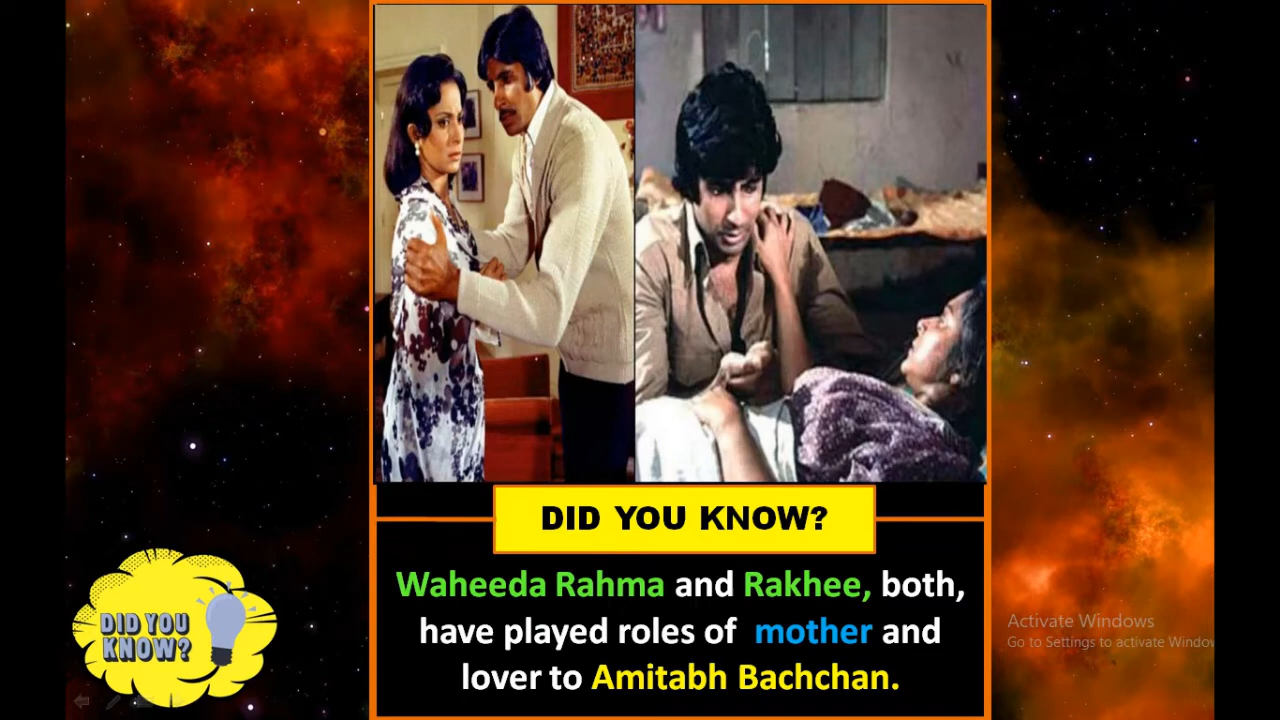 DID YOU KNOW?
Waheeda Rahma and Rakhee, both,
have played roles of mother and
lover to Amitabh Bachchan.
DID YOU
KNOW?
Activate Windows
Go to Settings to activate Window